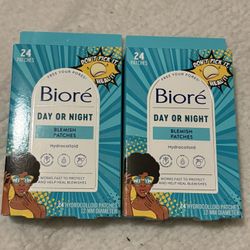 24
PATCHES
FREE YOUR PORES!
DON'T PICK IT
HEAL IT!
Bioré
DAY OR NIGHT
BLEMISH
PATCHES
Hydrocolloid
WORKS FAST TO PROTECT
AND HELP HEAL BLEMISHES
24 HYDROCOLLOID PATCHES
12 MM DIAMETER
24
PATCHES
FREE YOUR PORES!
DON'T PICK IT
HEAL IT!
Bioré
DAY OR NIGHT
BLEMISH
PATCHES
Hydrocolloid
WORKS FAST TO PROTECT
AND HELP HEAL BLEMISHES
24 HYDROCOLLOID PATCHES
12 MM DIAMETER